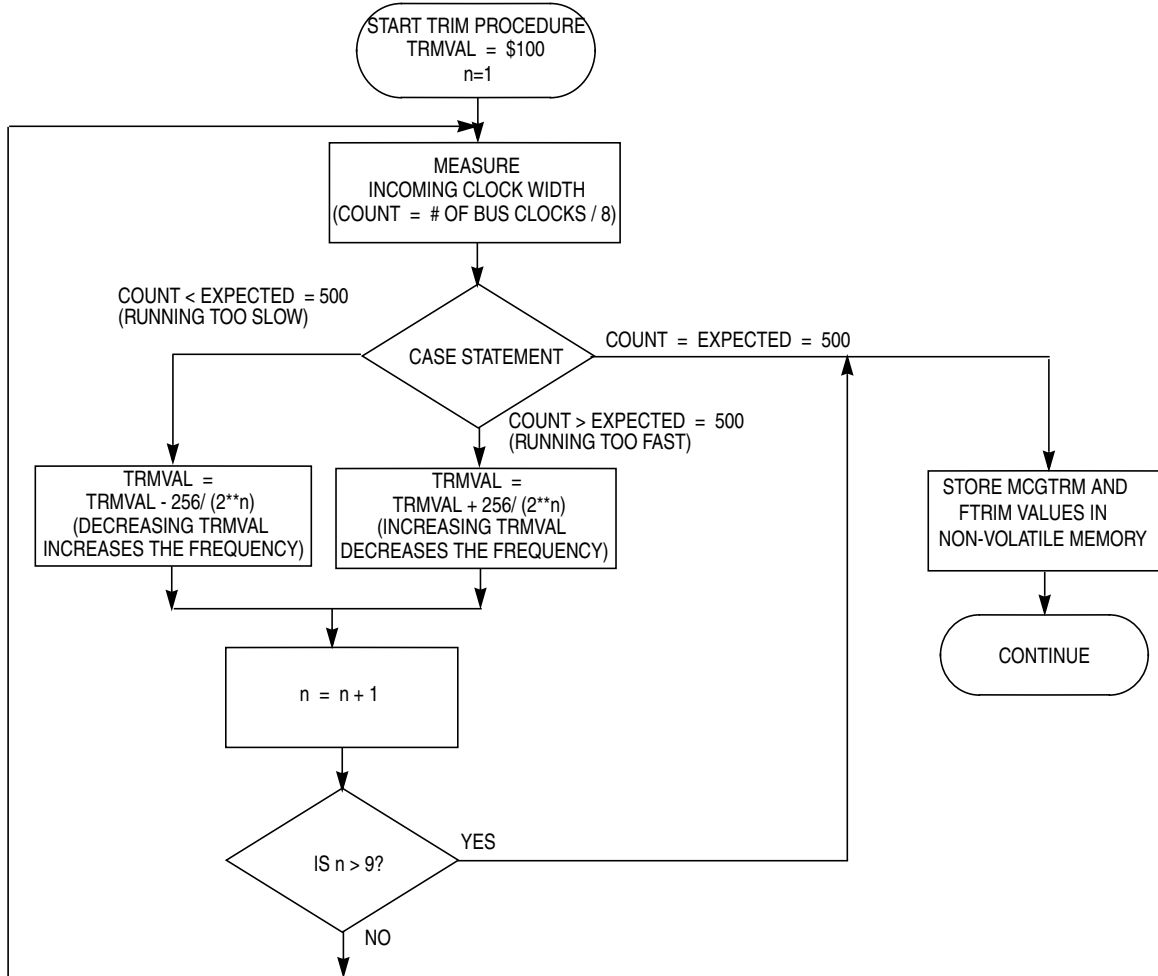 START TRIM PROCEDURE
TRMVAL = $100
n=1
MEASURE
INCOMING CLOCK WIDTH
(COUNT = # OF BUS CLOCKS / 8)
COUNT < EXPECTED = 500
(RUNNING TOO SLOW)
CASE STATEMENT
COUNT = EXPECTED = 500
COUNT > EXPECTED = 500
(RUNNING TOO FAST)
TRMVAL =
TRMVAL - 256/ (2**n)
(DECREASING TRMVAL
INCREASES THE FREQUENCY)
TRMVAL =
TRMVAL + 256/ (2**n)
(INCREASING TRMVAL
DECREASES THE FREQUENCY)
STORE MCGTRM AND
FTRIM VALUES IN
NON-VOLATILE MEMORY
CONTINUE
n = n + 1
IS n > 9?
YES
NO